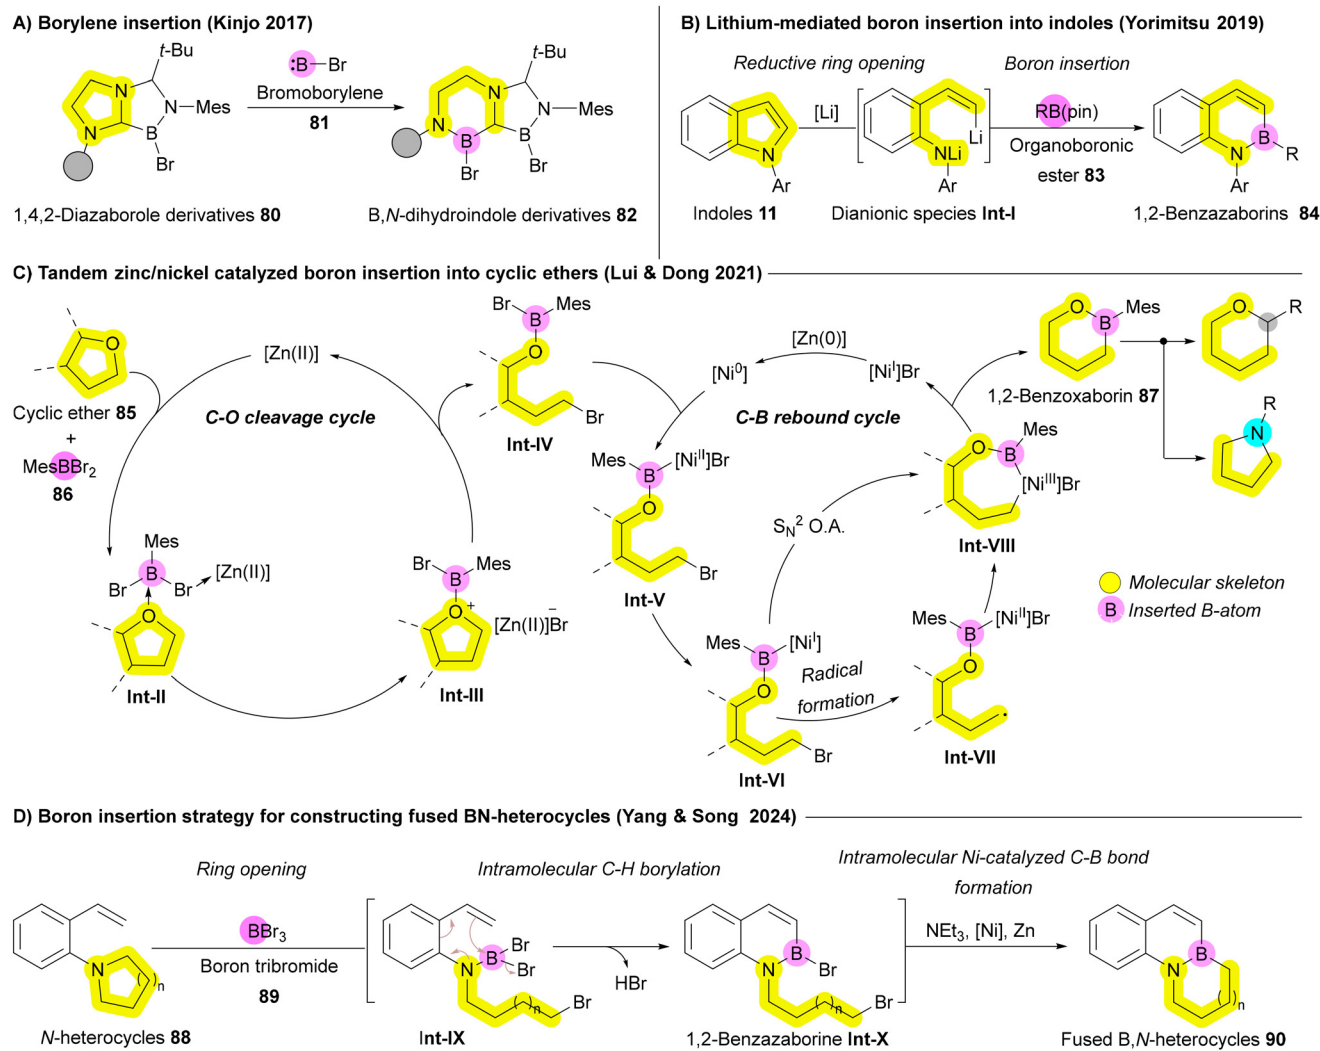 A) Borylene insertion (Kinjo 2017)
t-Bu
N
N
N
Mes
B
Br
:B Br
Bromoborylene
81
t-Bu
N
N
N
Mes
B
B
Br
Br
1,4,2-Diazaborole derivatives 80
B,N-dihydroindole derivatives 82
B) Lithium-mediated boron insertion into indoles (Yorimitsu 2019)
Reductive ring opening
Boron insertion
N
Ar
[Li]
Li
NLi
Ar
RB(pin)
Organoboronic
ester 83
B
N
R
Ar
Indoles 11
Dianionic species Int-I
1,2-Benzazaborins 84
C) Tandem zinc/nickel catalyzed boron insertion into cyclic ethers (Lui & Dong 2021)
O
Cyclic ether 85
+
MesBBr2
86
[Zn(II)]
C-O cleavage cycle
Mes
B
Br
Br
[Zn(II)]
O
Int-II
Br
Mes
B
O
+
[Zn(II)]Br
−
Int-III
Br
Mes
B
O
Br
Int-IV
[Zn(0)]
[Ni0]
[NiI]Br
C-B rebound cycle
Mes
[NiII]Br
B
O
Br
Int-V
SN2 O.A.
Mes
[NiI]
B
O
Br
Int-VI
Radical
formation
Mes
[NiII]Br
B
O
Int-VII
Mes
O
B
[NiIII]Br
Int-VIII
O
Mes
B
1,2-Benzoxaborin 87
O
R
R
N
Molecular skeleton
B Inserted B-atom
D) Boron insertion strategy for constructing fused BN-heterocycles (Yang & Song 2024)
Ring opening
Intramolecular C-H borylation
Intramolecular Ni-catalyzed C-B bond
formation
N
( )n
BBr3
Boron tribromide
89
Br
B
N
Br
( )n
Br
HBr
B
N
Br
( )n
Br
NEt3, [Ni], Zn
B
N
( )n
N-heterocycles 88
Int-IX
1,2-Benzazaborine Int-X
Fused B,N-heterocycles 90